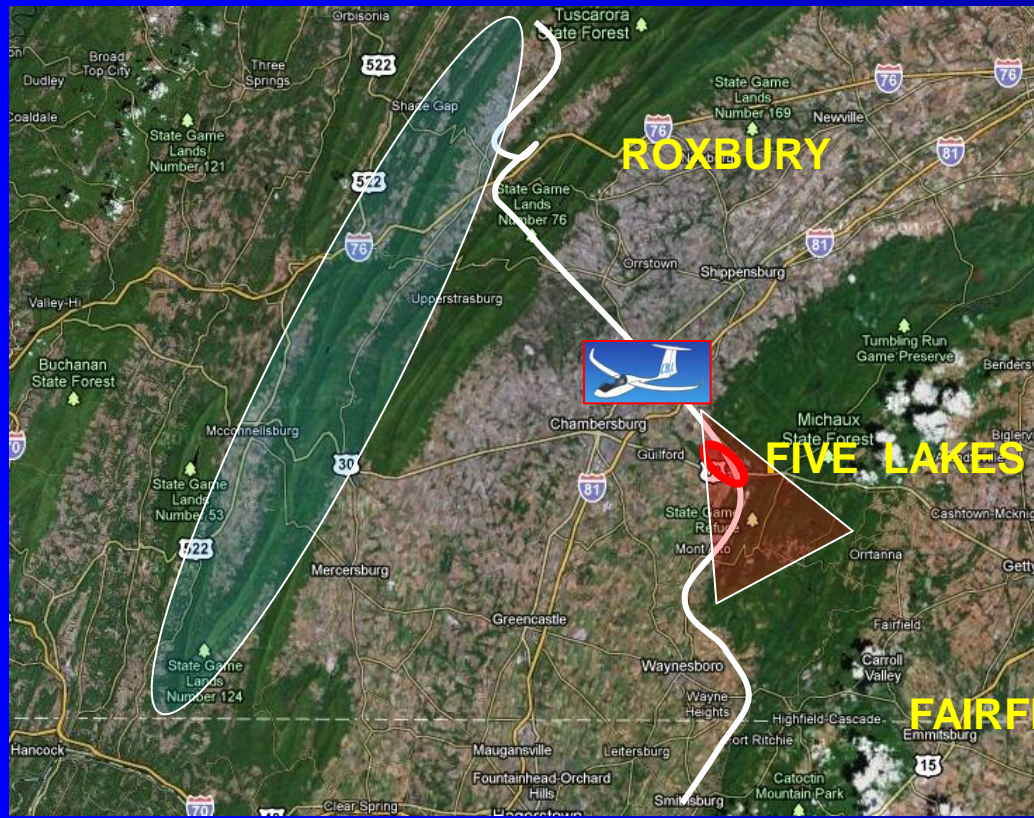 Orbisonia
Tuscarora
State Forest
Broad
Top City
Three
Springs
522
Dudley
76
76
State Game
Lands
Number 169
Coaldale
Shade Gap
Newville
State Game
Lands
Number 121
76
ROXBURY
81
522
State Game
Lands
Number 76
76
81
Orrstown
Shippensburg
Valley-Hi
Upperstrasburg
Tumbling Run
Game Preserve
Buchanan
State Forest
Benders
Chambersburg
Michaux
State Forest
Mcconnellsburg
70
30
Guilford
FIVE LAKES
81
State Game
Lands
Number 53
State Game
Refuge
Cashtown-Mckni
522
Mont Alto
Orrtanna
Mercersburg
Getty
Greencastle
Fairfield
State Game
Lands
Number 124
Waynesboro
Carroll
Valley
Wayne
Heights
FAIRF
Highfield-Cascade
Emmitsburg
Hancock
Maugansville
Leitersburg
Fort Ritchie
15
Fountainhead-Orchard
Hills
Catoctin
Mountain Park
70
Clear Spring
Smithsburg
Hagerstown